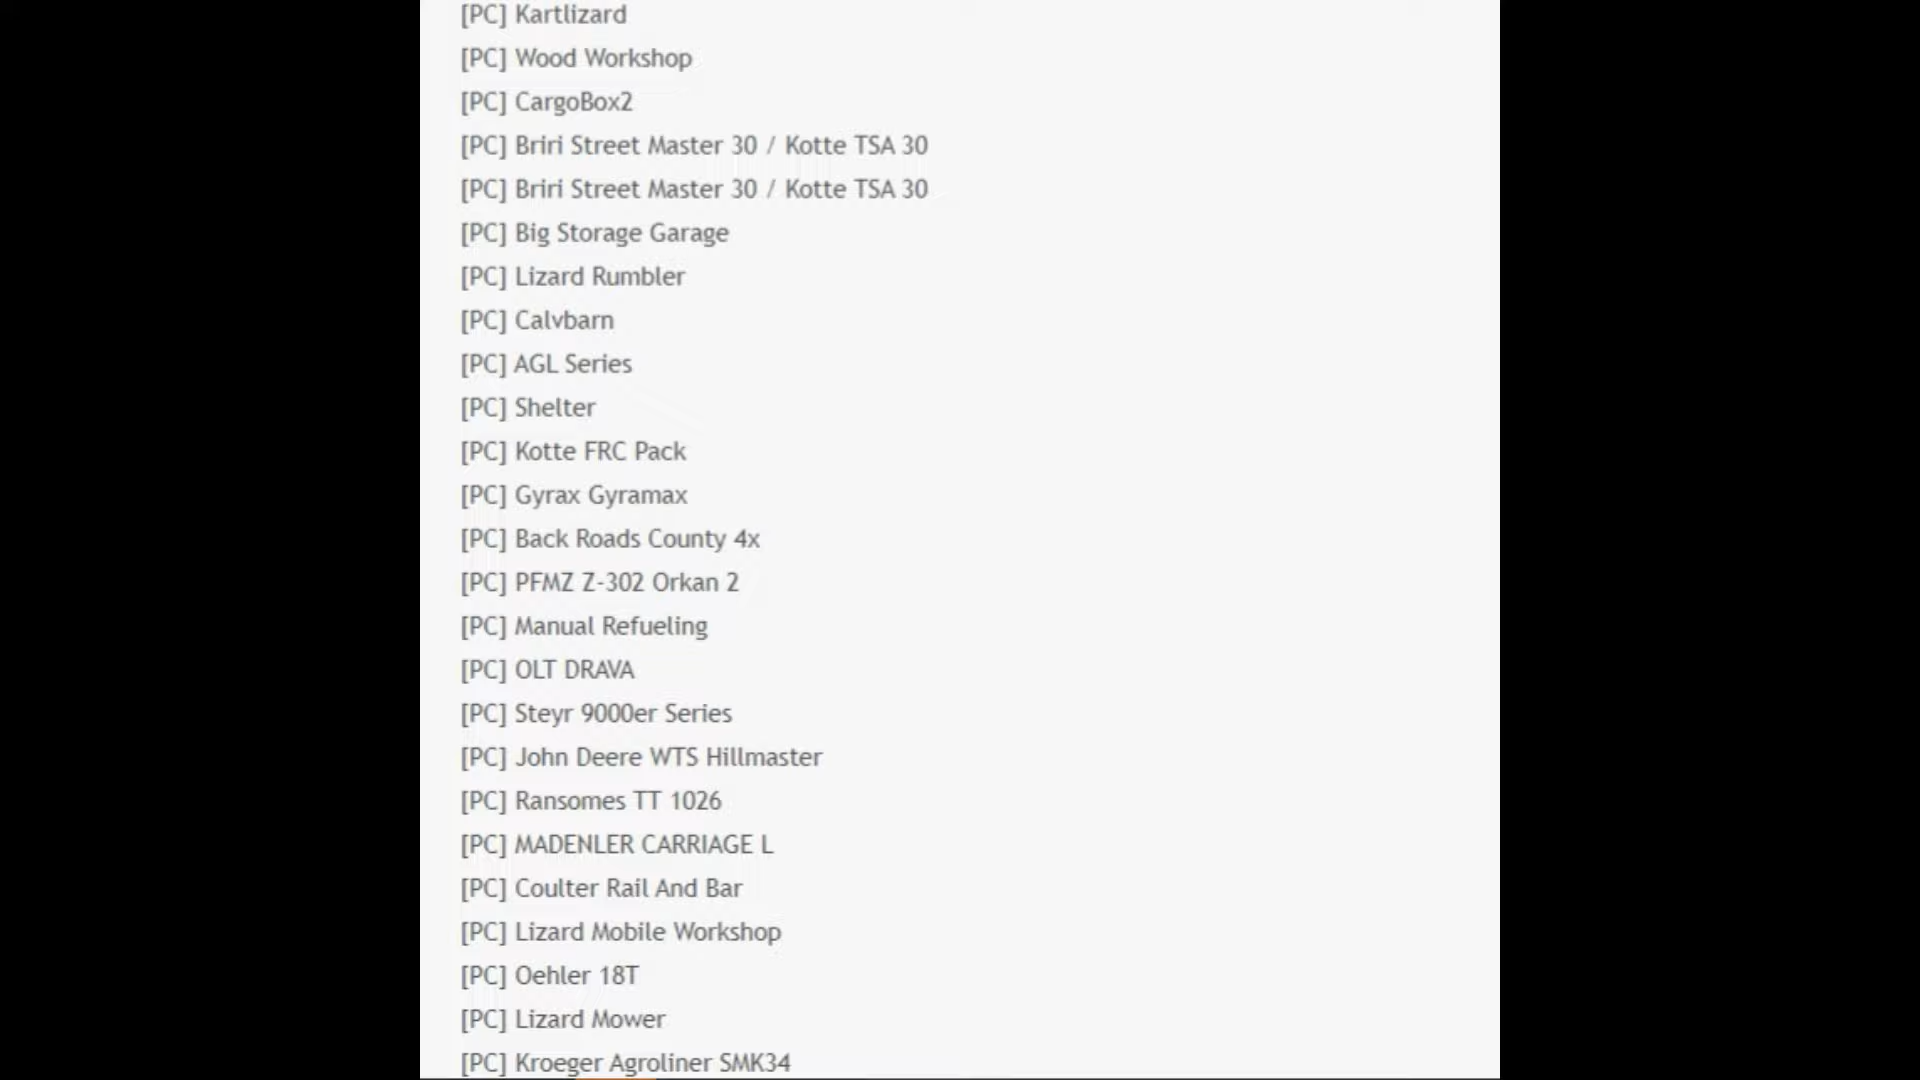 [PC] Kartlizard
[PC] Wood Workshop
[PC] CargoBox2
[PC] Briri Street Master 30 / Kotte TSA 30
[PC] Briri Street Master 30 / Kotte TSA 30
[PC] Big Storage Garage
[PC] Lizard Rumbler
[PC] Calvbarn
[PC] AGL Series
[PC] Shelter
[PC] Kotte FRC Pack
[PC] Gyrax Gyramax
[PC] Back Roads County 4x
[PC] PFMZ Z-302 Orkan 2
[PC] Manual Refueling
[PC] OLT DRAVA
[PC] Steyr 9000er Series
[PC] John Deere WTS Hillmaster
[PC] Ransomes TT 1026
[PC] MADENLER CARRIAGE L
[PC] Coulter Rail And Bar
[PC] Lizard Mobile Workshop
[PC] Oehler 18T
[PC] Lizard Mower
[PC] Kroeger Agroliner SMK34